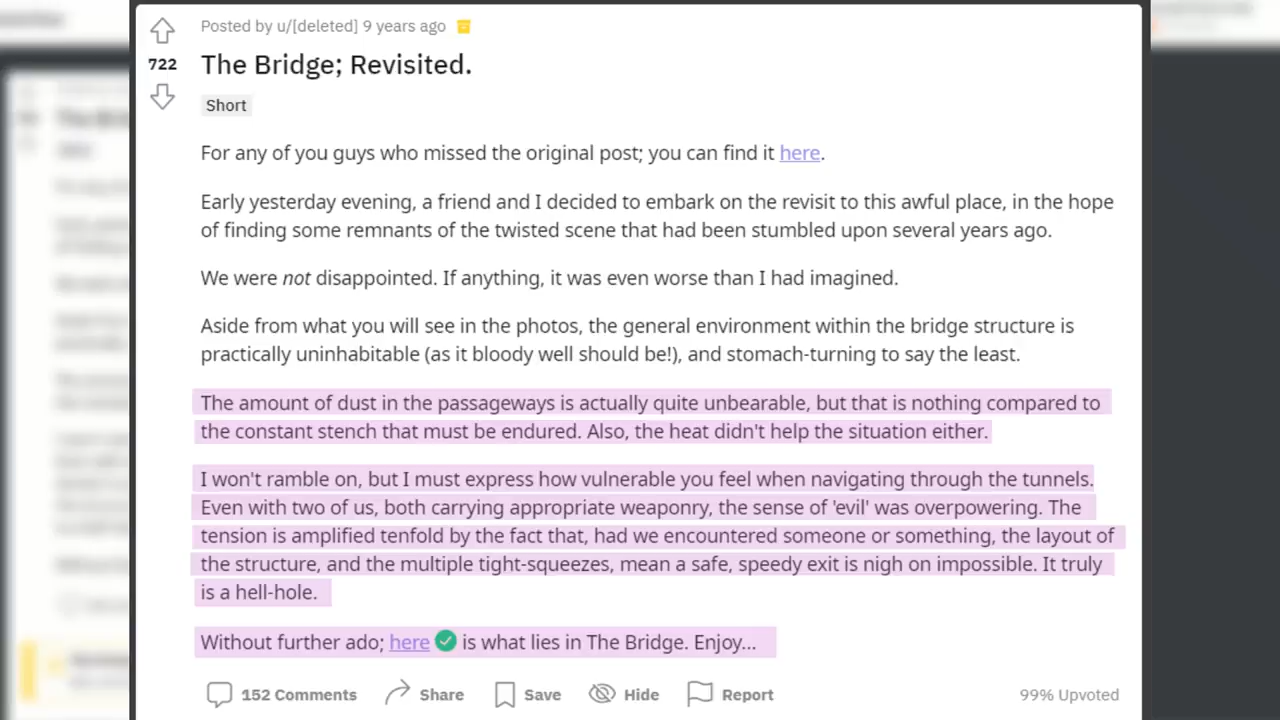 Posted by u/[deleted] 9 years ago
722
The Bridge; Revisited.
Short
For any of you guys who missed the original post; you can find it here.
Early yesterday evening, a friend and I decided to embark on the revisit to this awful place, in the hope
of finding some remnants of the twisted scene that had been stumbled upon several years ago.
We were not disappointed. If anything, it was even worse than I had imagined.
Aside from what you will see in the photos, the general environment within the bridge structure is
practically uninhabitable (as it bloody well should be!), and stomach-turning to say the least.
The amount of dust in the passageways is actually quite unbearable, but that is nothing compared to
the constant stench that must be endured. Also, the heat didn't help the situation either.
I won't ramble on, but I must express how vulnerable you feel when navigating through the tunnels.
Even with two of us, both carrying appropriate weaponry, the sense of 'evil' was overpowering. The
tension is amplified tenfold by the fact that, had we encountered someone or something, the layout of
the structure, and the multiple tight-squeezes, mean a safe, speedy exit is nigh on impossible. It truly
is a hell-hole.
Without further ado; here is what lies in The Bridge. Enjoy...
152 Comments Share Save Hide Report 99% Upvoted